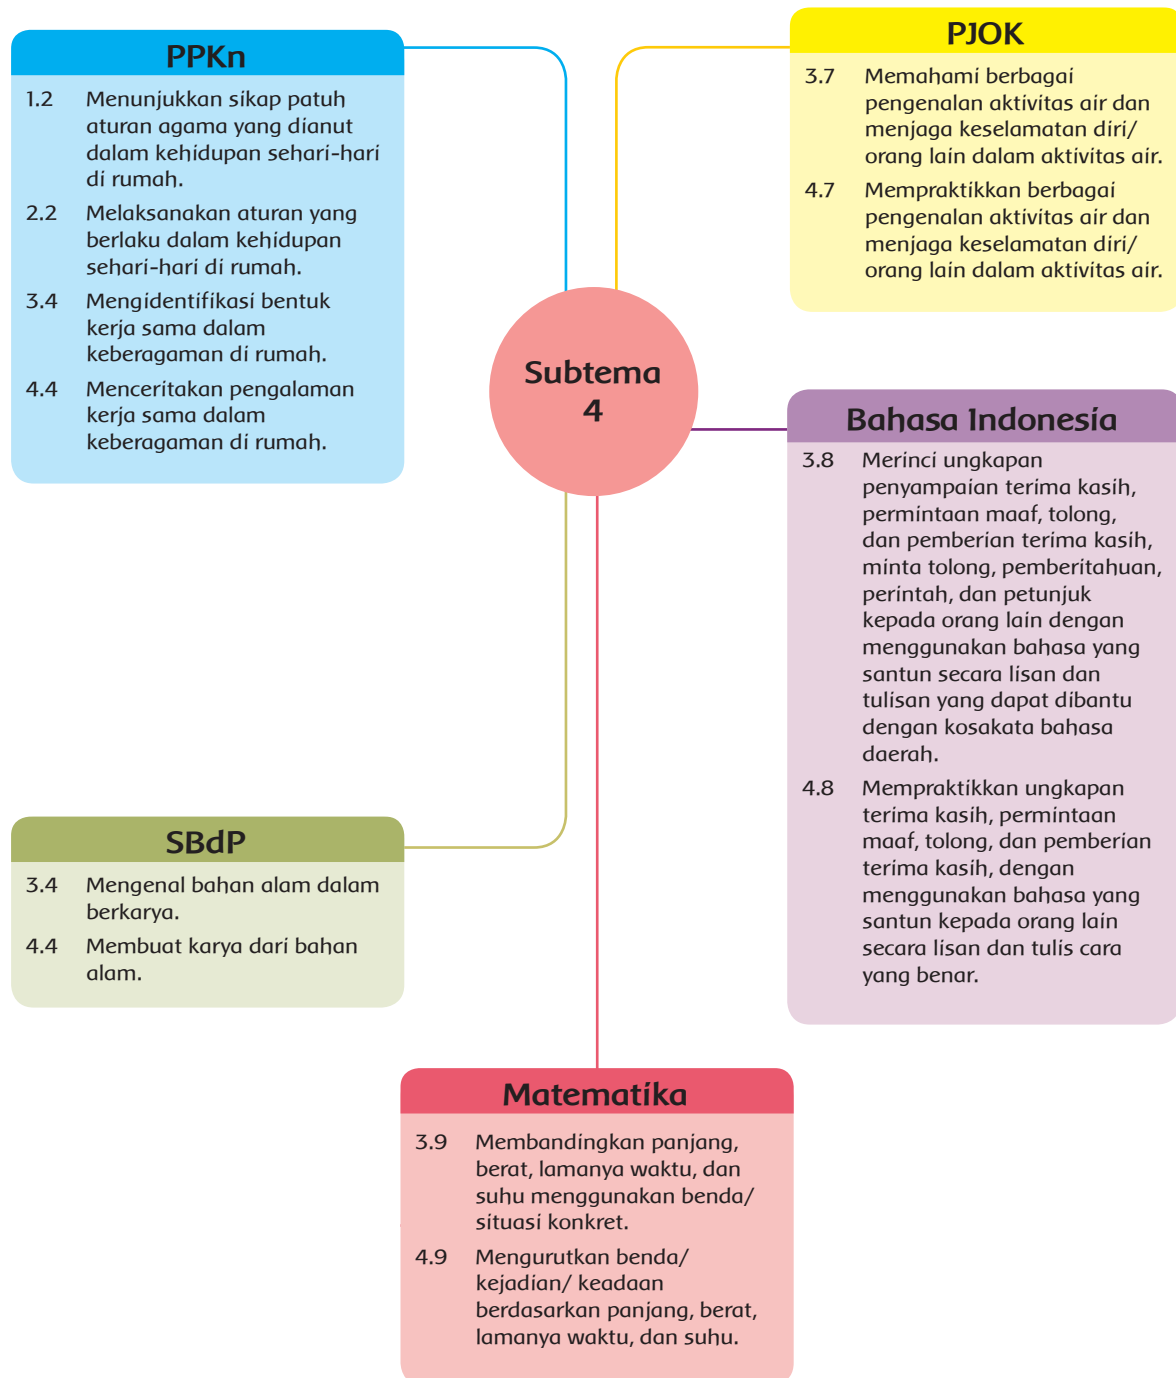 PPKn
1.2 Menunjukkan sikap patuh
aturan agama yang dianut
dalam kehidupan sehari-hari
di rumah.
2.2 Melaksanakan aturan yang
berlaku dalam kehidupan
sehari-hari di rumah.
3.4 Mengidentifikasi bentuk
kerja sama dalam
keberagaman di rumah.
4.4 Menceritakan pengalaman
kerja sama dalam
keberagaman di rumah.
PJOK
3.7 Memahami berbagai
pengenalan aktivitas air dan
menjaga keselamatan diri/
orang lain dalam aktivitas air.
4.7 Mempraktikkan berbagai
pengenalan aktivitas air dan
menjaga keselamatan diri/
orang lain dalam aktivitas air.
Subtema
4
Bahasa Indonesia
3.8 Merinci ungkapan
penyampaian terima kasih,
permintaan maaf, tolong,
dan pemberian terima kasih,
minta tolong, pemberitahuan,
perintah, dan petunjuk
kepada orang lain dengan
menggunakan bahasa yang
santun secara lisan dan
tulisan yang dapat dibantu
dengan kosakata bahasa
daerah.
4.8 Mempraktikkan ungkapan
terima kasih, permintaan
maaf, tolong, dan pemberian
terima kasih, dengan
menggunakan bahasa yang
santun kepada orang lain
secara lisan dan tulis cara
yang benar.
SBdP
3.4 Mengenal bahan alam dalam
berkarya.
4.4 Membuat karya dari bahan
alam.
Matematika
3.9 Membandingkan panjang,
berat, lamanya waktu, dan
suhu menggunakan benda/
situasi konkret.
4.9 Mengurutkan benda/
kejadian/ keadaan
berdasarkan panjang, berat,
lamanya waktu, dan suhu.